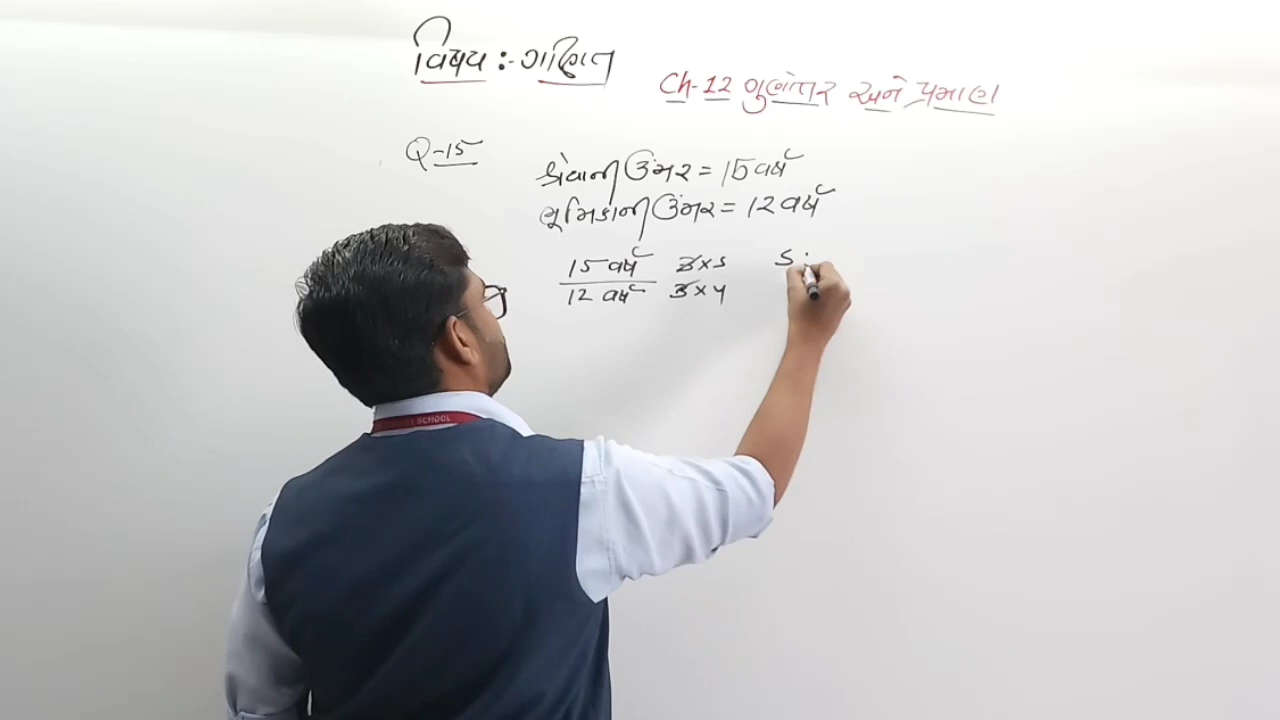 વિષય :- ગણિત
Ch-12 ગુણોત્તર અને પ્રમાણ
Q-15
શ્રેયાની ઉંમર = 15 વર્ષ
ભૂમિકાની ઉંમર = 12 વર્ષ
15 વર્ષ 3×5 5 :
12 વર્ષ 3×4
SCHOOL